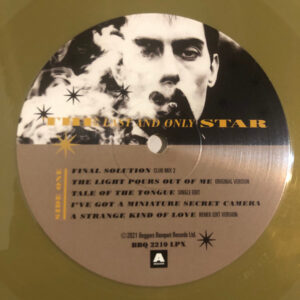 THE LAST AND ONLY STAR
SIDE ONE
FINAL SOLUTION CLUB MIX 2
THE LIGHT POURS OUT OF ME: ORIGINAL VERSION
TALE OF THE TONGUE SINGLE EDIT
I'VE GOT A MINIATURE SECRET CAMERA
A STRANGE KIND OF LOVE REMIX EDIT VERSION
© 2021 Beggars Banquet Records Ltd.
BBQ 2210 LPX
A